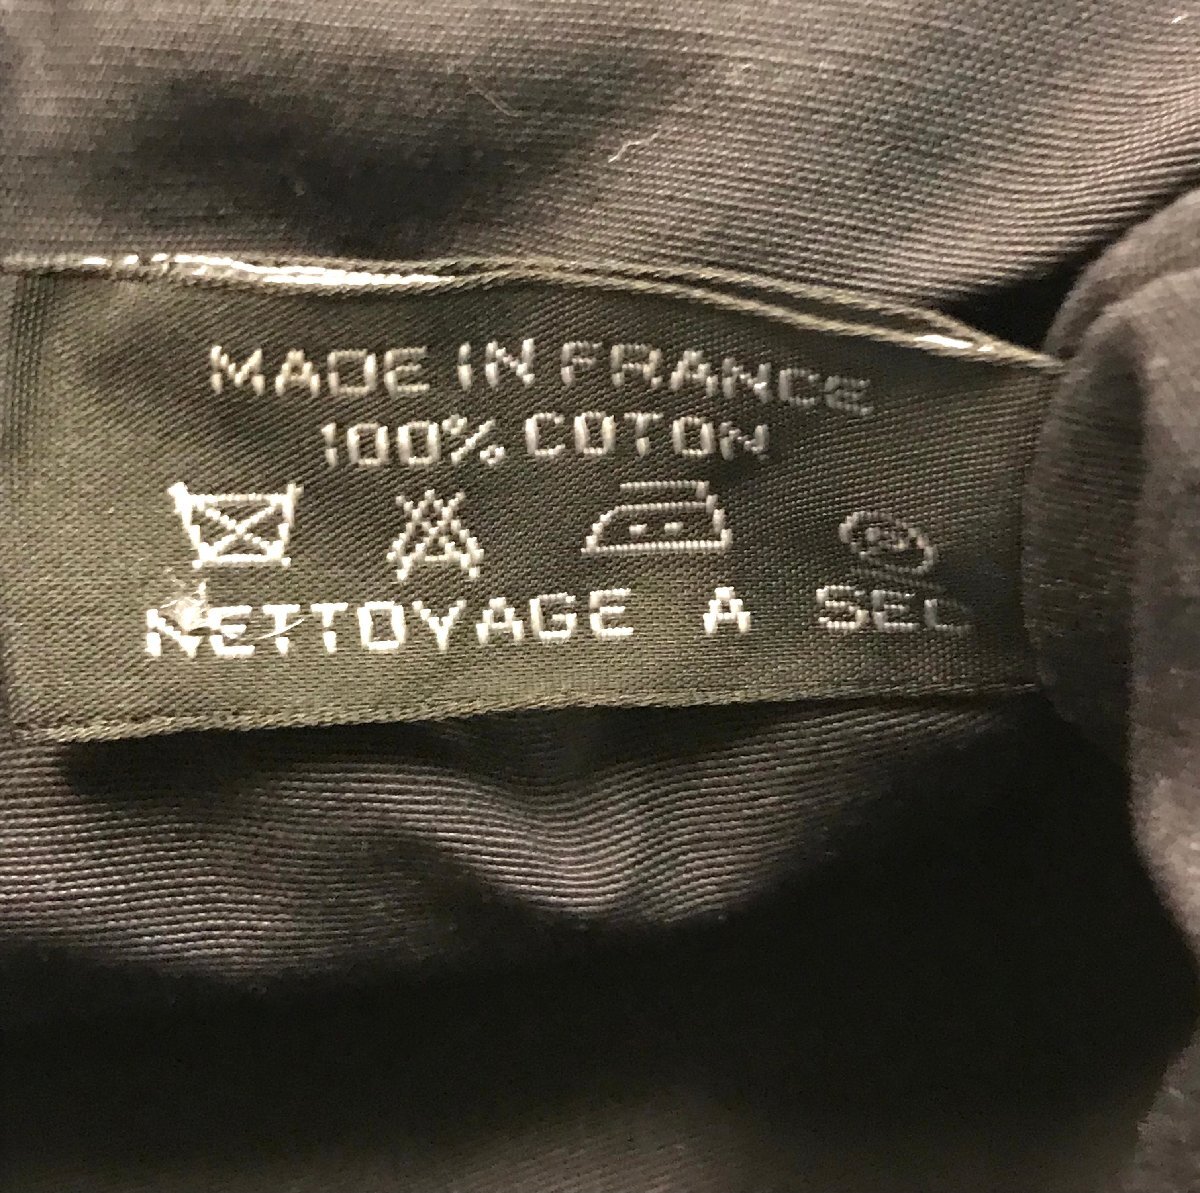 MADE IN FRANCE
100% COTON
NETTOYAGE A SEC